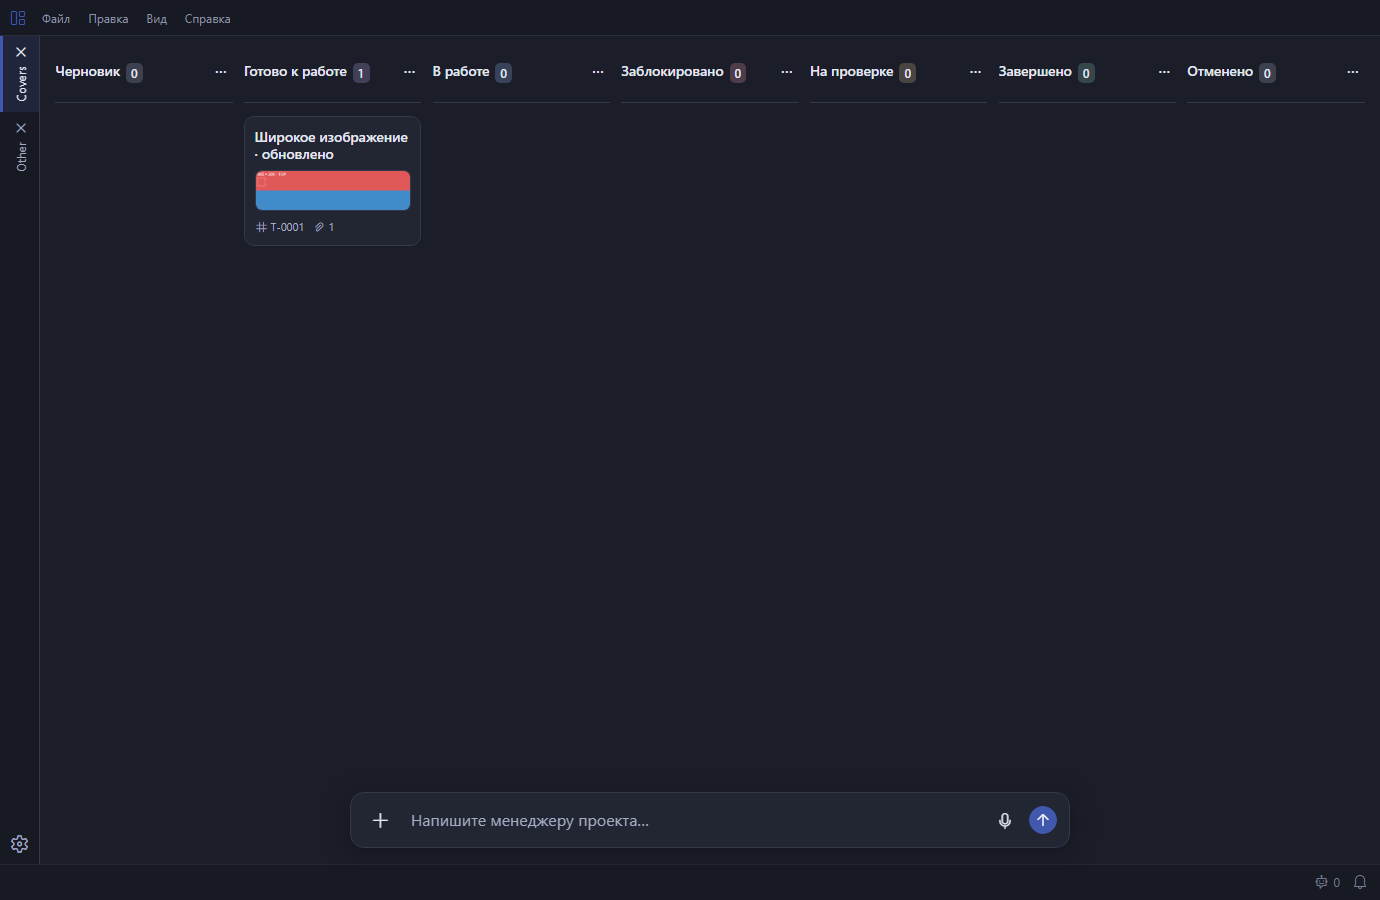 Файл Правка Вид Справка
Covers
Other
Черновик 0
Готово к работе 1
В работе 0
Заблокировано 0
На проверке 0
Завершено 0
Отменено 0
Широкое изображение
· обновлено
T-0001 1
Напишите менеджеру проекта...
0